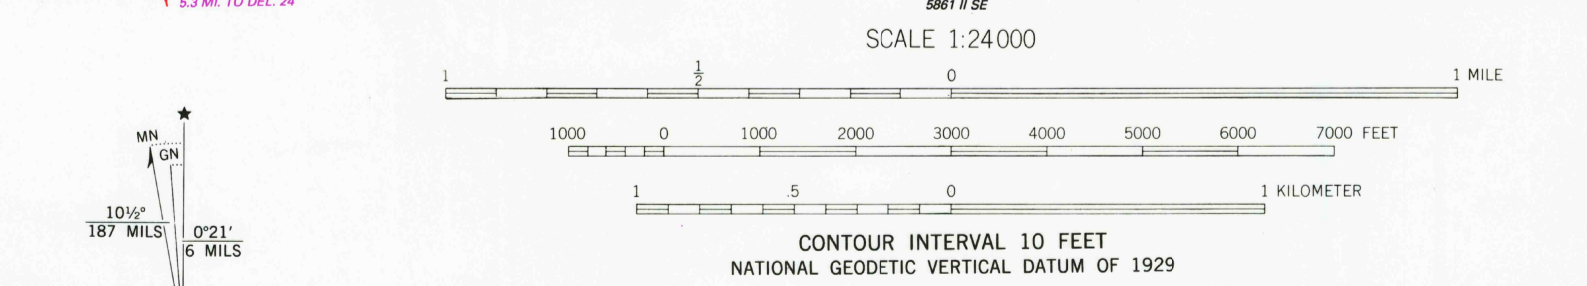 5.3 MI. TO DEL. 24
5861 II SE
SCALE 1:24000
1 1/2 0 1 MILE
1000 0 1000 2000 3000 4000 5000 6000 7000 FEET
1 .5 0 1 KILOMETER
MN
GN
10½°
187 MILS
0°21′
6 MILS
CONTOUR INTERVAL 10 FEET
NATIONAL GEODETIC VERTICAL DATUM OF 1929